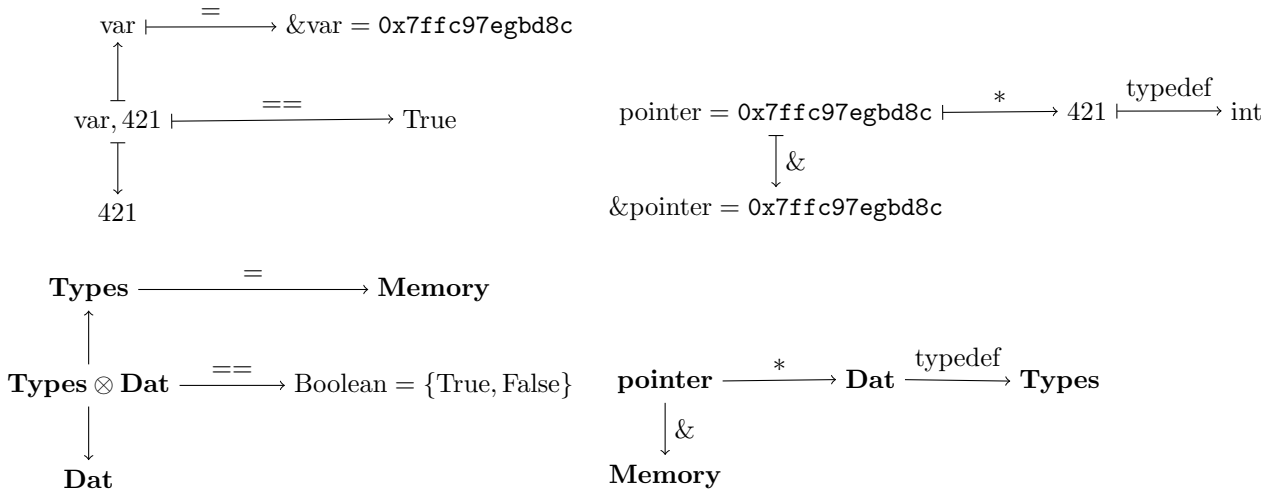 var = &var = 0x7ffc97egbd8c
var, 421 == True
421
pointer = 0x7ffc97egbd8c * 421 typedef int
&
&pointer = 0x7ffc97egbd8c
Types = Memory
Types ⊗ Dat == Boolean = {True, False}
Dat
pointer * Dat typedef Types
&
Memory